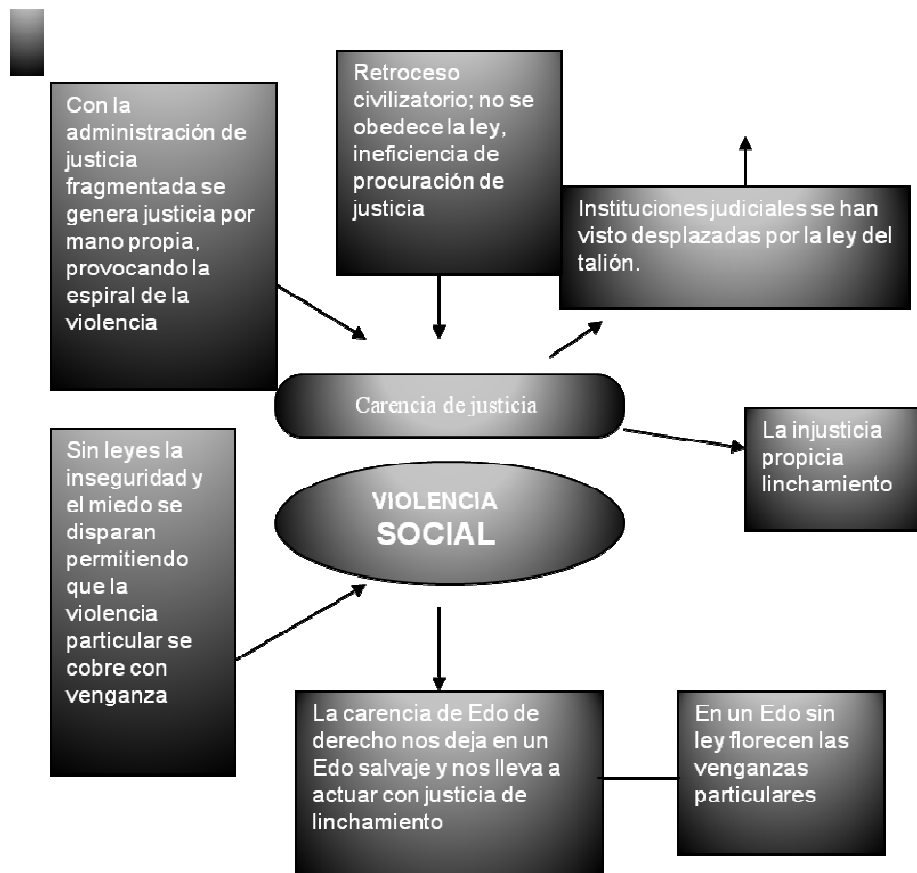 Con la
administración de
justicia
fragmentada se
genera justicia por
mano propia,
provocando la
espiral de la
violencia
Retroceso
civilizatorio; no se
obedece la ley,
ineficiencia de
procuración de
justicia
Instituciones judiciales se han
visto desplazadas por la ley del
talión.
Carencia de justicia
La injusticia
propicia
linchamiento
Sin leyes la
inseguridad y
el miedo se
disparan
permitiendo
que la
violencia
particular se
cobre con
venganza
VIOLENCIA
SOCIAL
La carencia de Edo de
derecho nos deja en un
Edo salvaje y nos lleva a
actuar con justicia de
linchamiento
En un Edo sin
ley florecen las
venganzas
particulares